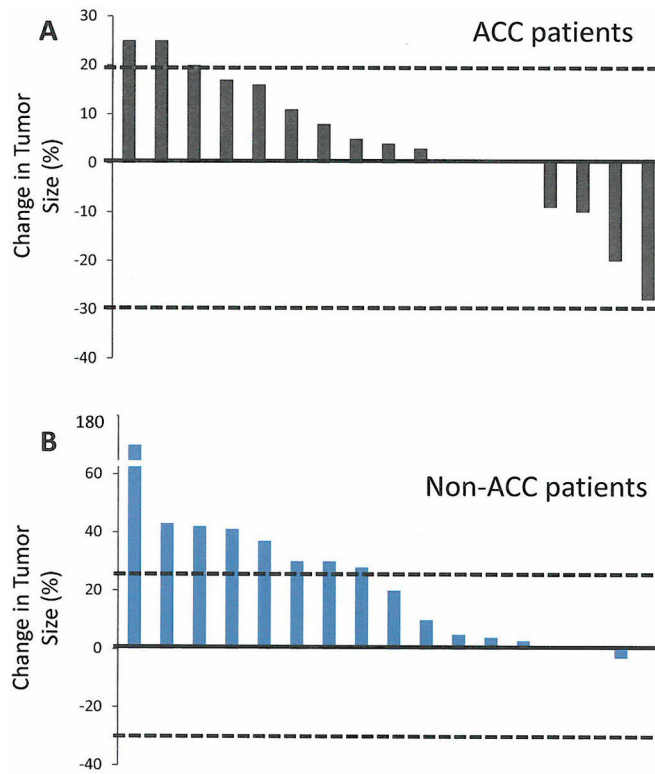 A
ACC patients
30
20
10
0
-10
-20
-30
-40
Change in Tumor
Size (%)
B
Non-ACC patients
180
60
40
20
0
-20
-40
Change in Tumor
Size (%)